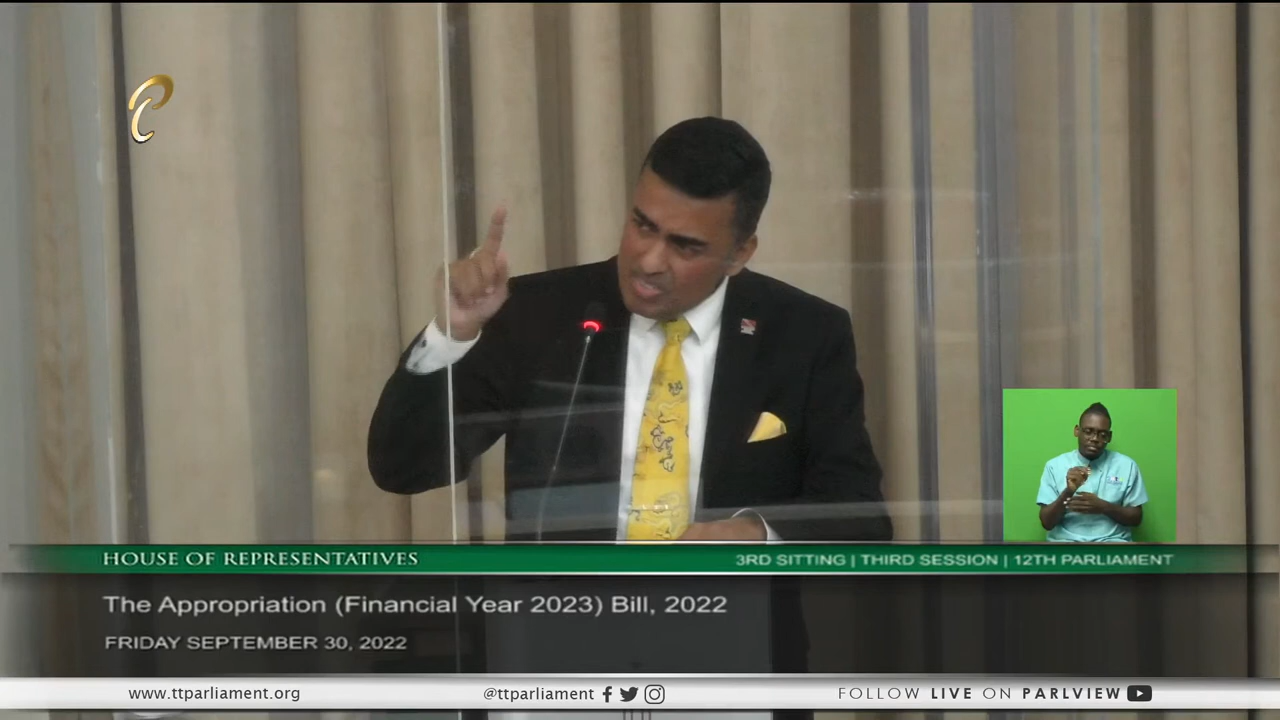 HOUSE OF REPRESENTATIVES
3RD SITTING | THIRD SESSION | 12TH PARLIAMENT
The Appropriation (Financial Year 2023) Bill, 2022
FRIDAY SEPTEMBER 30, 2022
www.ttparliament.org
@ttparliament
FOLLOW LIVE ON PARLVIEW